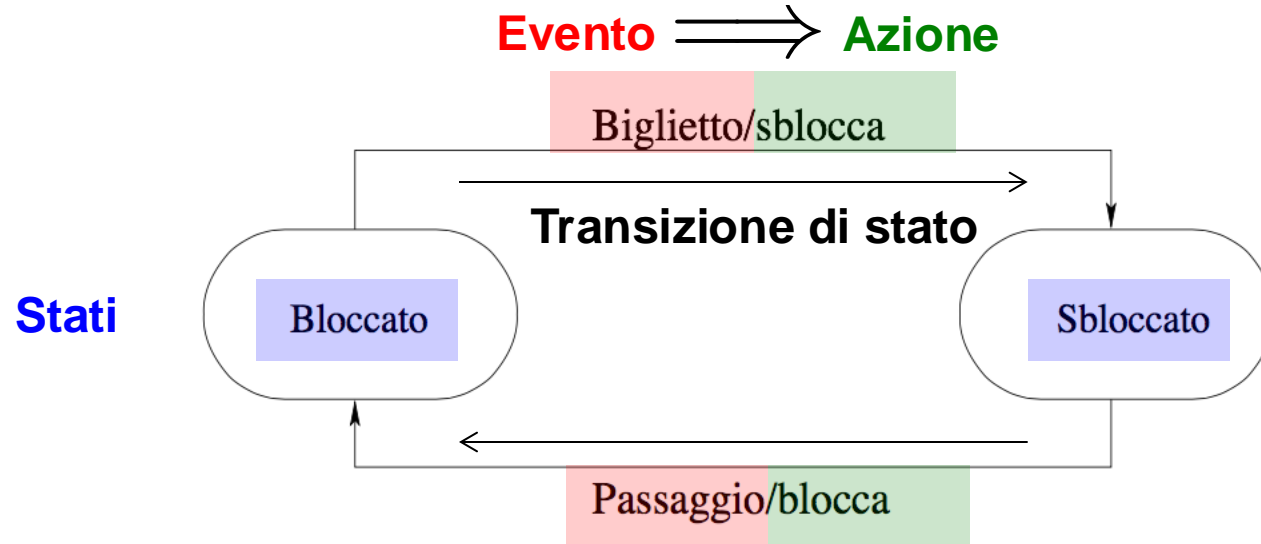 Evento Azione
Biglietto/sblocca
Transizione di stato
Stati
Bloccato
Sbloccato
Passaggio/blocca